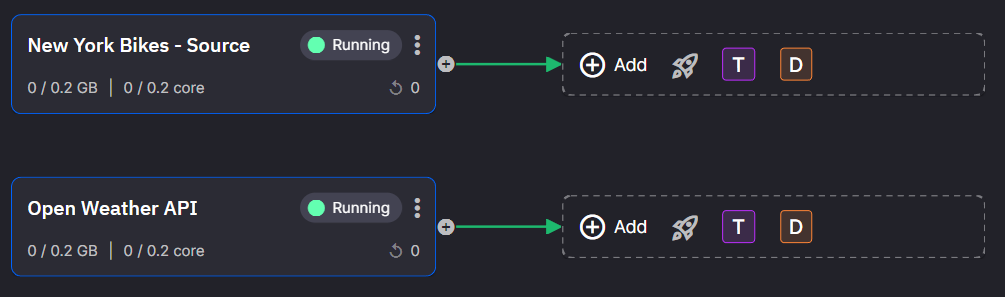 New York Bikes - Source Running
0 / 0.2 GB | 0 / 0.2 core 0
Add T D
Open Weather API Running
0 / 0.2 GB | 0 / 0.2 core 0
Add T D